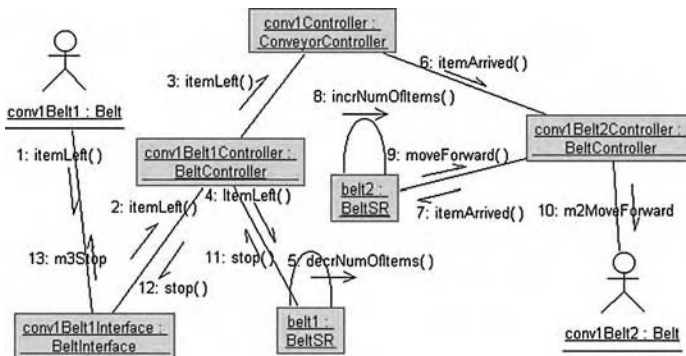 conv1Controller :
ConveyorController
6: itemArrived()
3: itemLeft()
8: incrNumOfItems()
conv1Belt1 : Belt
1: itemLeft()
conv1Belt1Controller :
BeltController
conv1Belt2Controller :
BeltController
9: moveForward()
2: itemLeft()
4: ItemLeft()
belt2 :
BeltSR
7: itemArrived()
10: m2MoveForward
13: m3Stop
11: stop()
5: decrNumOfItems()
12: stop()
conv1Belt1Interface :
BeltInterface
belt1 :
BeltSR
conv1Belt2 : Belt